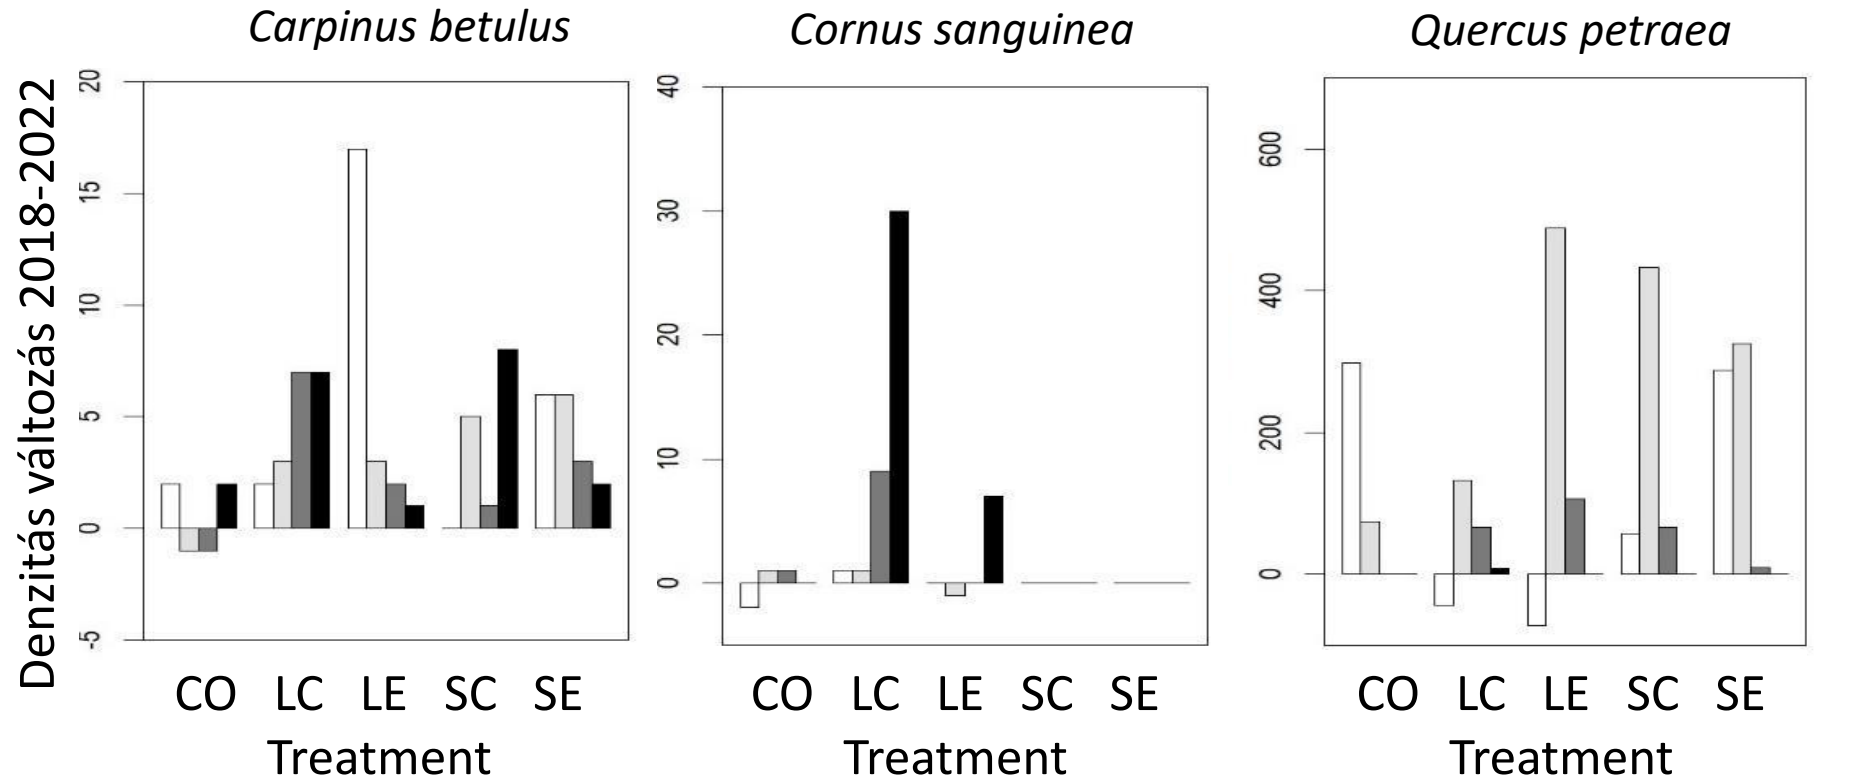 Carpinus betulus
Cornus sanguinea
Quercus petraea
Denzitás változás 2018-2022
20
15
10
5
0
-5
CO LC LE SC SE
Treatment
40
30
20
10
0
CO LC LE SC SE
Treatment
600
400
200
0
CO LC LE SC SE
Treatment